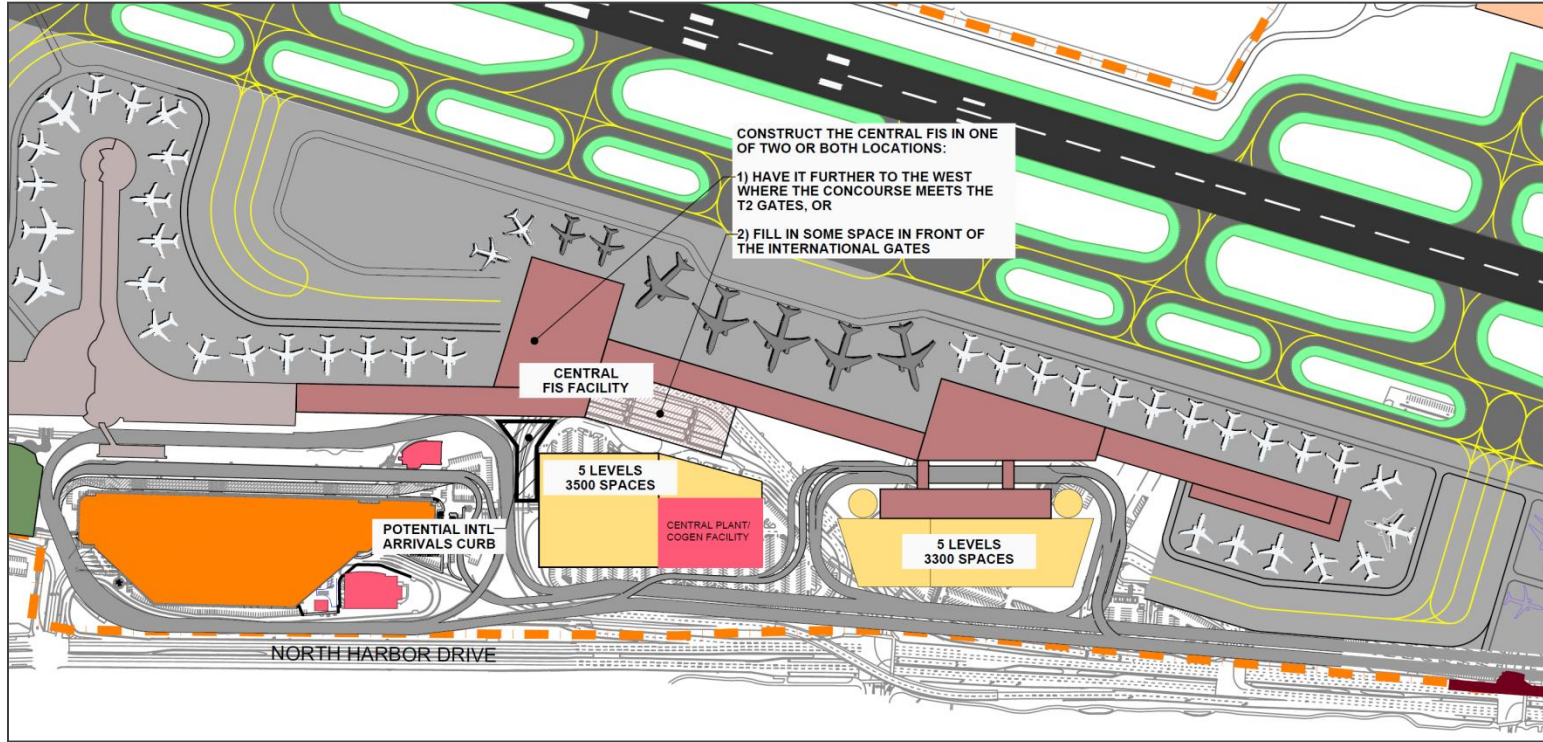 CONSTRUCT THE CENTRAL FIS IN ONE
OF TWO OR BOTH LOCATIONS:
1) HAVE IT FURTHER TO THE WEST
WHERE THE CONCOURSE MEETS THE
T2 GATES, OR
2) FILL IN SOME SPACE IN FRONT OF
THE INTERNATIONAL GATES
CENTRAL
FIS FACILITY
5 LEVELS
3500 SPACES
POTENTIAL INTL
ARRIVALS CURB
CENTRAL PLANT/
COGEN FACILITY
5 LEVELS
3300 SPACES
NORTH HARBOR DRIVE